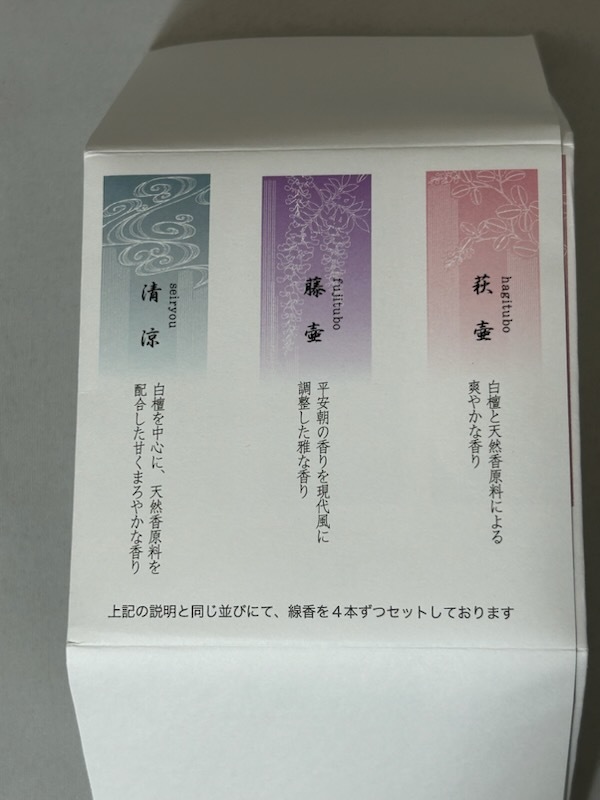 萩壷
hagitubo
白檀と天然香原料による
爽やかな香り
藤壷
fujitubo
平安朝の香りを現代風に
調整した雅な香り
清涼
seiryou
白檀を中心に、天然香原料を
配合した甘くまろやかな香り
上記の説明と同じ並びにて、線香を４本ずつセットしております